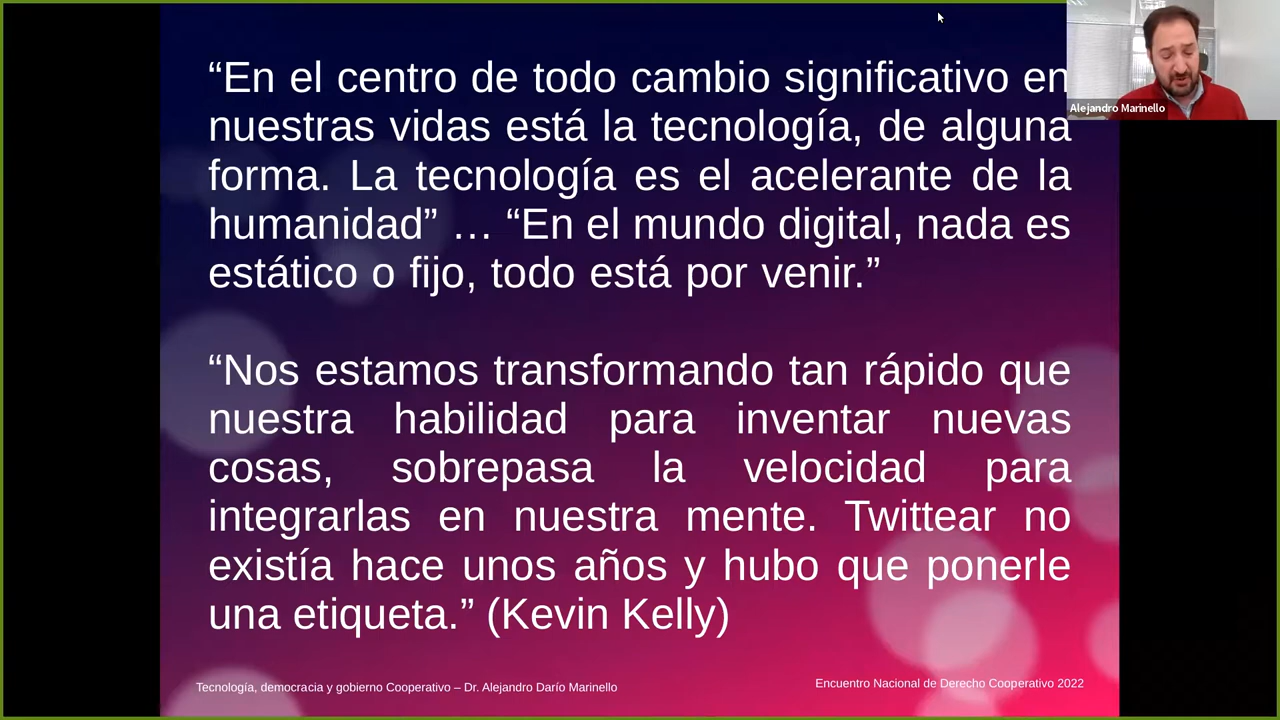 “En el centro de todo cambio significativo en
nuestras vidas está la tecnología, de alguna
forma. La tecnología es el acelerante de la
humanidad” … “En el mundo digital, nada es
estático o fijo, todo está por venir.”
“Nos estamos transformando tan rápido que
nuestra habilidad para inventar nuevas
cosas, sobrepasa la velocidad para
integrarlas en nuestra mente. Twittear no
existía hace unos años y hubo que ponerle
una etiqueta.” (Kevin Kelly)
Tecnología, democracia y gobierno Cooperativo – Dr. Alejandro Darío Marinello
Encuentro Nacional de Derecho Cooperativo 2022
Alejandro Marinello